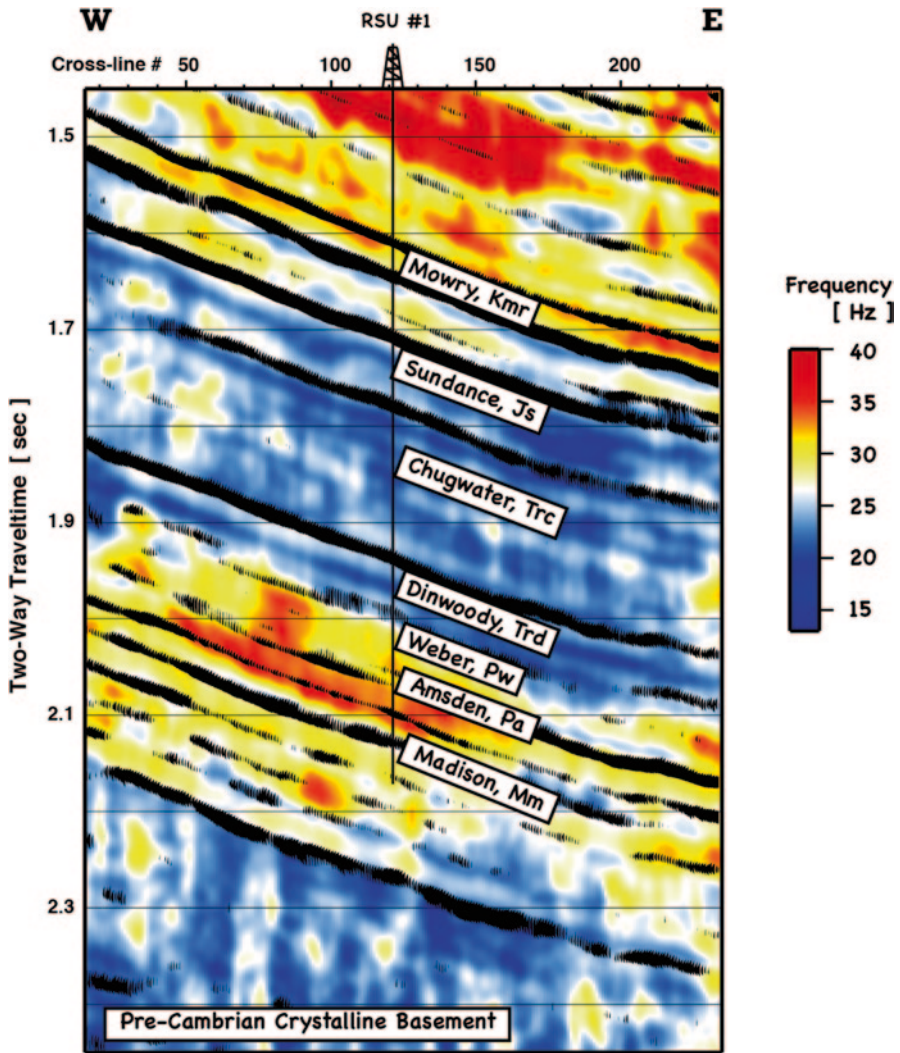 W
RSU #1
E
Cross-line # 50 100 150 200
Two-Way Traveltime [ sec ]
1.5
1.7
1.9
2.1
2.3
Mowry, Kmr
Sundance, Js
Chugwater, Trc
Dinwoody, Trd
Weber, Pw
Amsden, Pa
Madison, Mm
Pre-Cambrian Crystalline Basement
Frequency
[ Hz ]
40
35
30
25
20
15